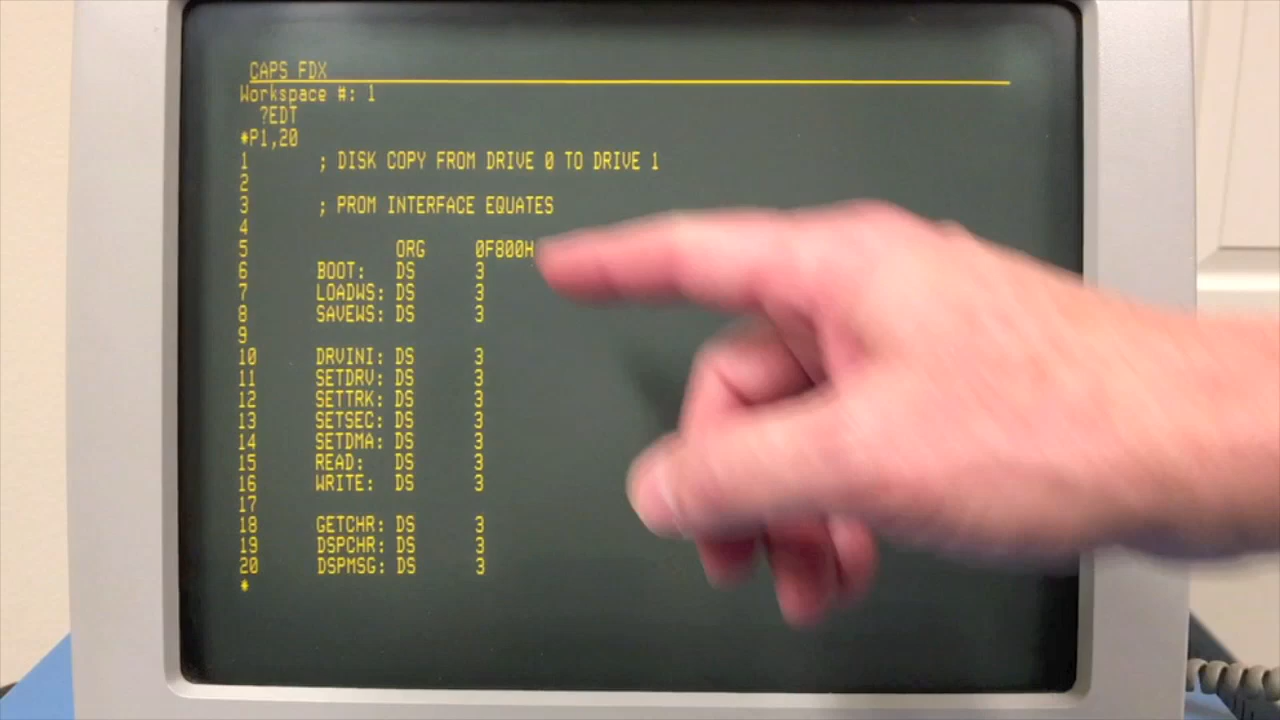 CAPS FDX
Workspace #: 1
?EDT
*P1,20
1 ; DISK COPY FROM DRIVE 0 TO DRIVE 1
2
3 ; PROM INTERFACE EQUATES
4
5 ORG 0F800H
6 BOOT: DS 3
7 LOADWS: DS 3
8 SAVEWS: DS 3
9
10 DRVINI: DS 3
11 SETDRV: DS 3
12 SETTRK: DS 3
13 SETSEC: DS 3
14 SETDMA: DS 3
15 READ: DS 3
16 WRITE: DS 3
17
18 GETCHR: DS 3
19 DSPCHR: DS 3
20 DSPMSG: DS 3
*